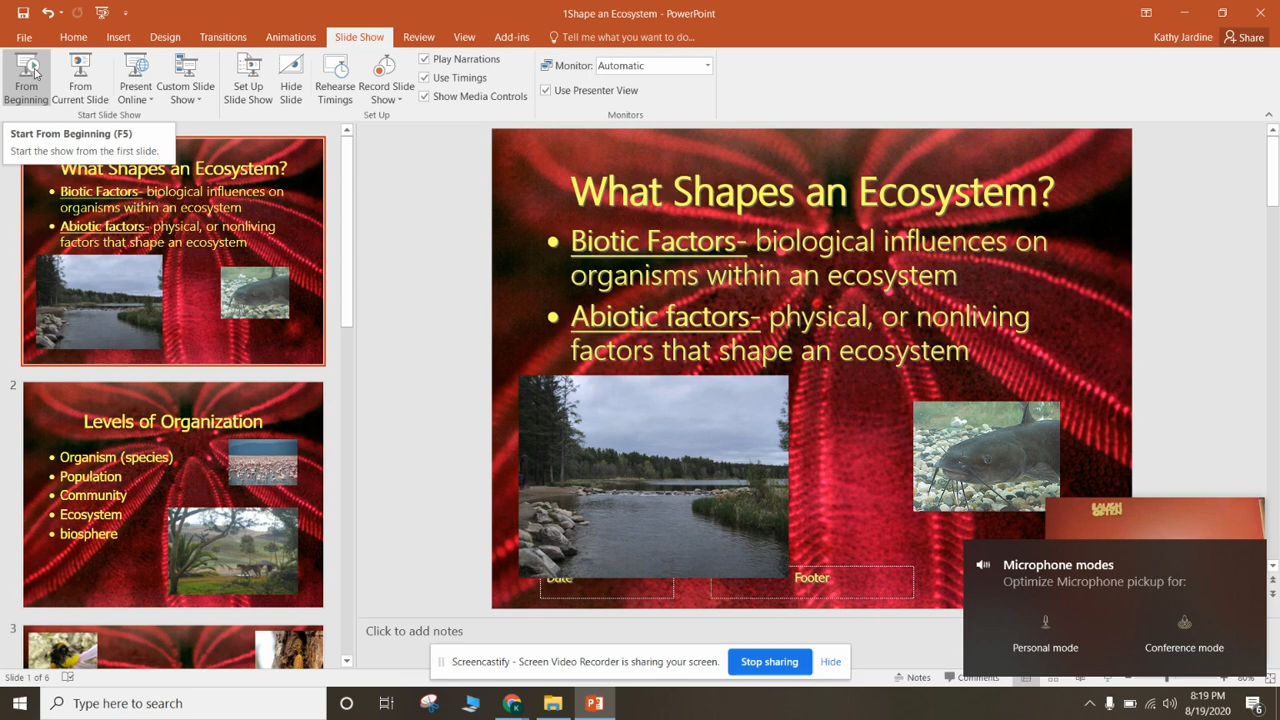 1Shape an Ecosystem - PowerPoint
File Home Insert Design Transitions Animations Slide Show Review View Add-ins Tell me what you want to do... Kathy Jardine Share
From Beginning
From Current Slide
Present Online
Custom Slide Show
Set Up Slide Show
Hide Slide
Rehearse Timings
Record Slide Show
Play Narrations
Use Timings
Show Media Controls
Monitor: Automatic
Use Presenter View
Start Slide Show Set Up Monitors
Start From Beginning (F5)
Start the show from the first slide.
What Shapes an Ecosystem?
• Biotic Factors- biological influences on
organisms within an ecosystem
• Abiotic factors- physical, or nonliving
factors that shape an ecosystem
2
Levels of Organization
• Organism (species)
• Population
• Community
• Ecosystem
• biosphere
3
What Shapes an Ecosystem?
• Biotic Factors- biological influences on
organisms within an ecosystem
• Abiotic factors- physical, or nonliving
factors that shape an ecosystem
Date Footer
Click to add notes
Microphone modes
Optimize Microphone pickup for:
Personal mode Conference mode
Screencastify - Screen Video Recorder is sharing your screen. Stop sharing Hide
Slide 1 of 6 Notes Comments 80%
Type here to search
8:19 PM
8/19/2020
6